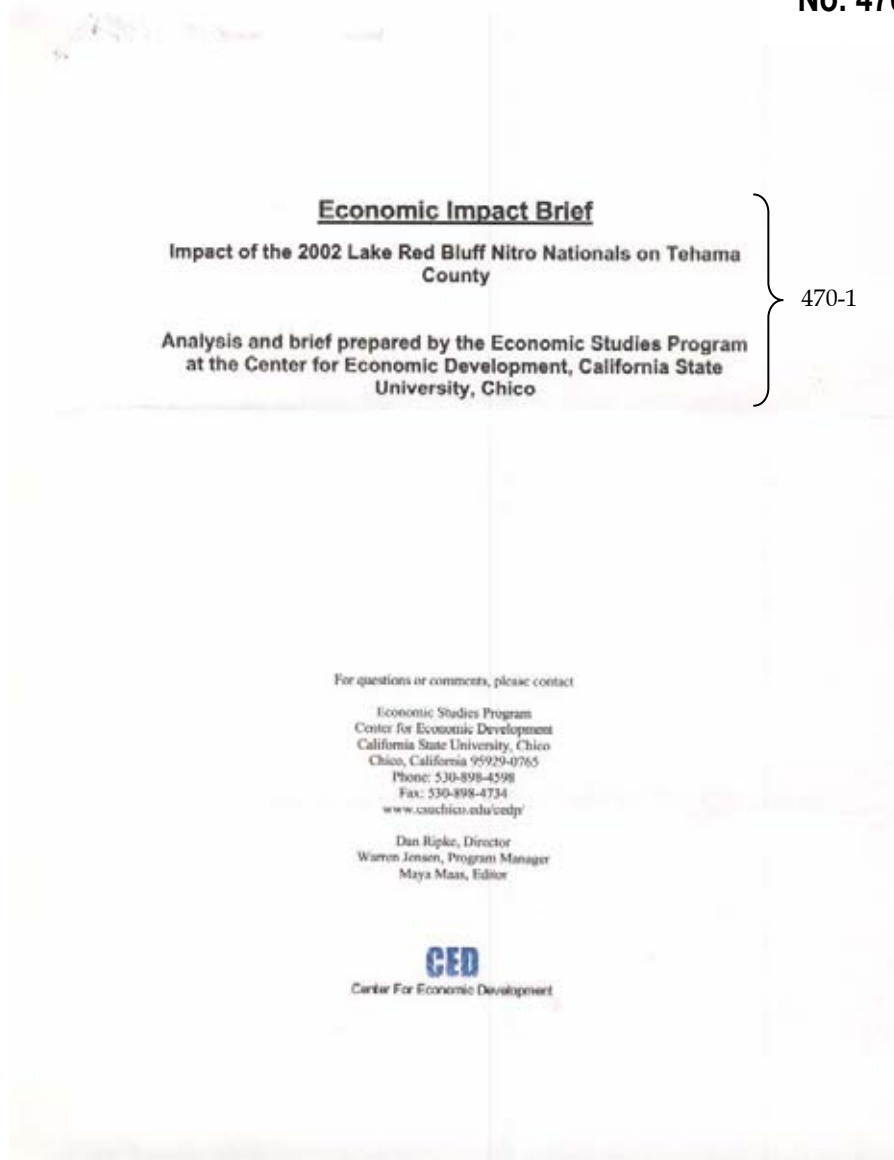 No. 470
Economic Impact Brief
Impact of the 2002 Lake Red Bluff Nitro Nationals on Tehama
County
470-1
Analysis and brief prepared by the Economic Studies Program
at the Center for Economic Development, California State
University, Chico
For questions or comments, please contact
Economic Studies Program
Center for Economic Development
California State University, Chico
Chico, California 95929-0765
Phone: 530-898-4598
Fax: 530-898-4734
www.csuchico.edu/cedp/
Dan Ripke, Director
Warren Jensen, Program Manager
Maya Maas, Editor
CED
Center For Economic Development